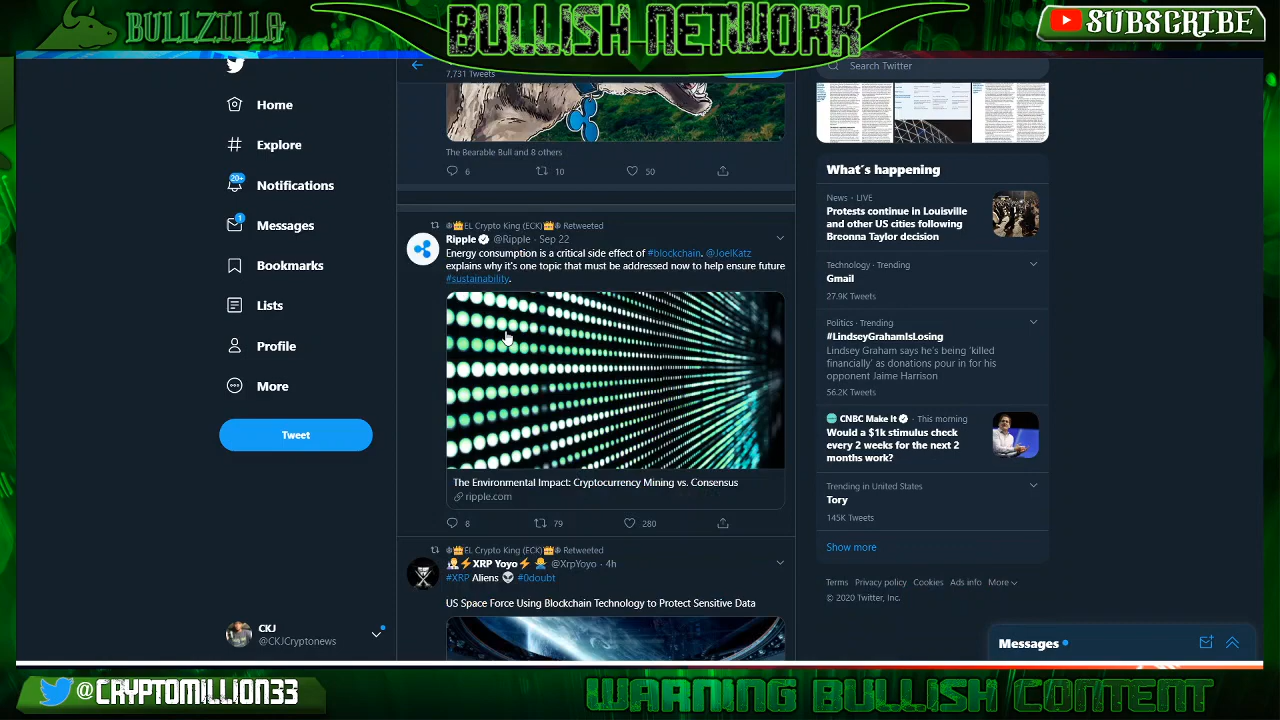 BULLZILLA
BULLISH NETWORK
SUBSCRIBE
Home
Explore
Notifications
20+
Messages
1
Bookmarks
Lists
Profile
More
Tweet
CKJ
@CKJCryptonews
7,731 Tweets
The Bearable Bull and 8 others
6 10 50
EL Crypto King (ECK) Retweeted
Ripple @Ripple · Sep 22
Energy consumption is a critical side effect of #blockchain. @JoelKatz
explains why it's one topic that must be addressed now to help ensure future
#sustainability.
The Environmental Impact: Cryptocurrency Mining vs. Consensus
ripple.com
8 79 280
EL Crypto King (ECK) Retweeted
XRP Yoyo @XrpYoyo · 4h
#XRP Aliens #0doubt
US Space Force Using Blockchain Technology to Protect Sensitive Data
Search Twitter
What's happening
News · LIVE
Protests continue in Louisville
and other US cities following
Breonna Taylor decision
Technology · Trending
Gmail
27.9K Tweets
Politics · Trending
#LindseyGrahamIsLosing
Lindsey Graham says he's being 'killed
financially' as donations pour in for his
opponent Jaime Harrison
56.2K Tweets
CNBC Make It · This morning
Would a $1k stimulus check
every 2 weeks for the next 2
months work?
Trending in United States
Tory
145K Tweets
Show more
Terms Privacy policy Cookies Ads info More
© 2020 Twitter, Inc.
Messages
@CRYPTOMILLION33
WARNING BULLISH CONTENT